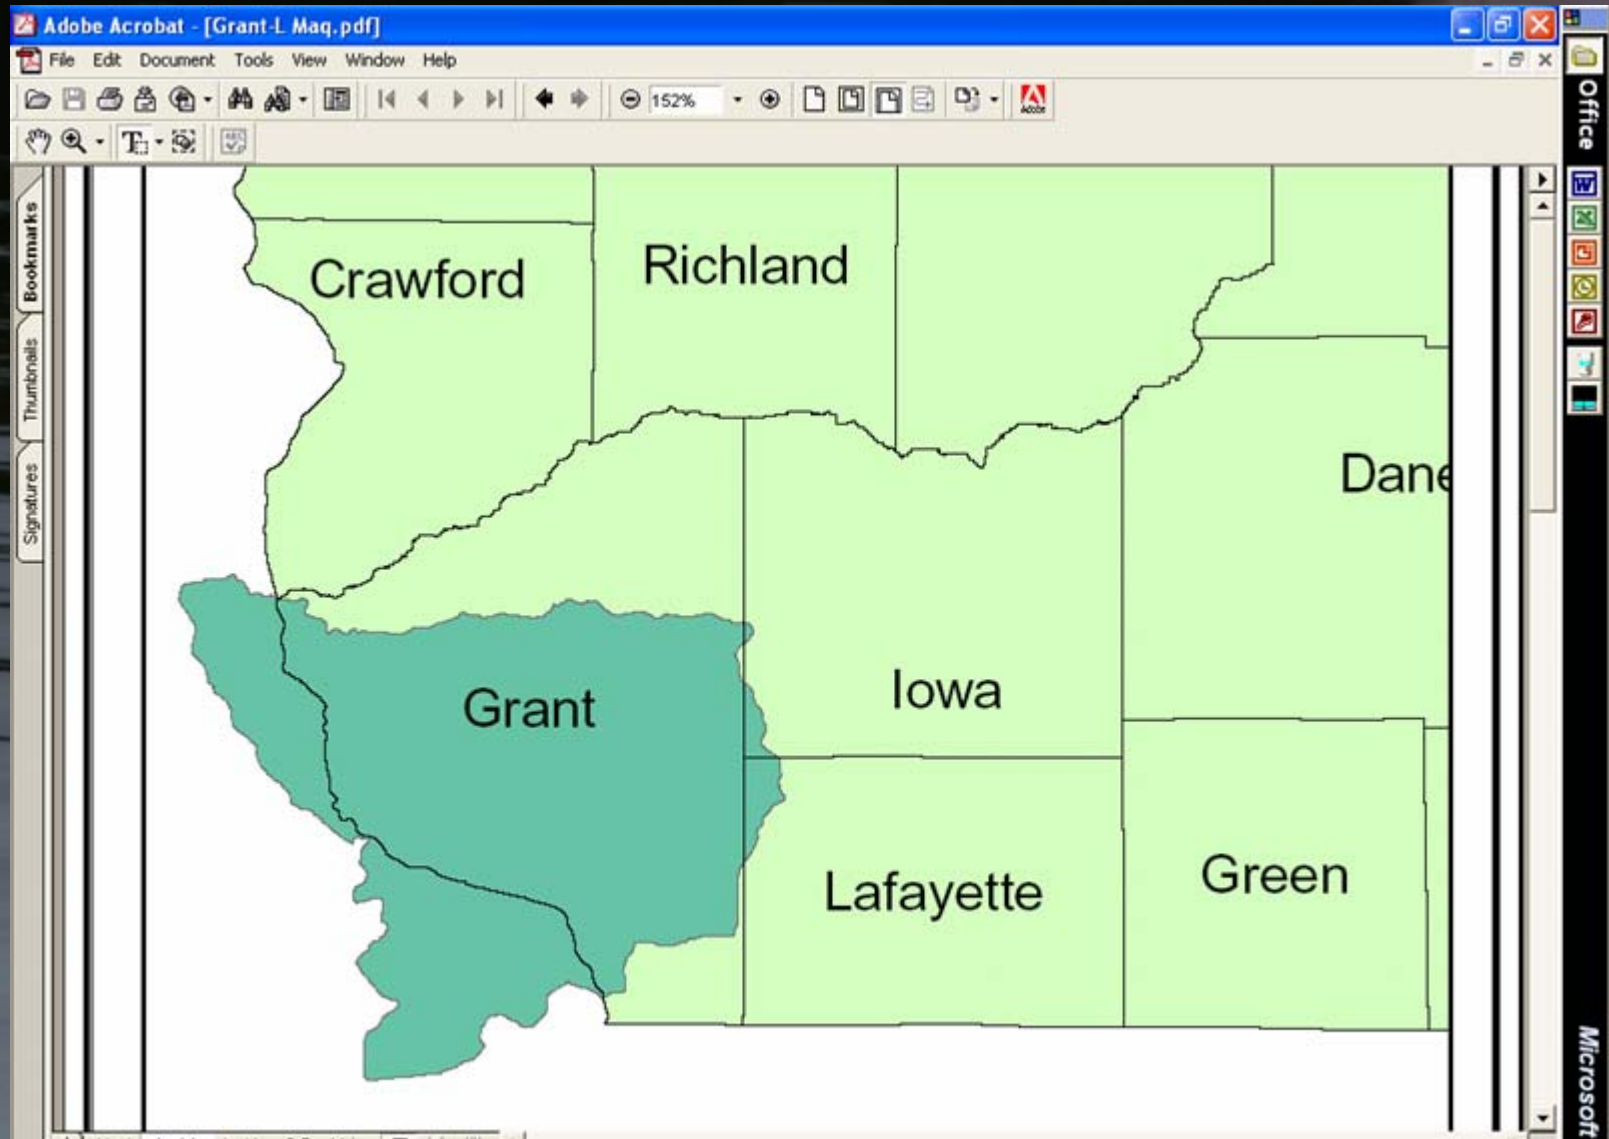 Adobe Acrobat - [Grant-L Maq.pdf]
File Edit Document Tools View Window Help
152%
Adobe
Office
Bookmarks
Thumbnails
Signatures
Crawford
Richland
Dane
Grant
Iowa
Lafayette
Green
Microsoft